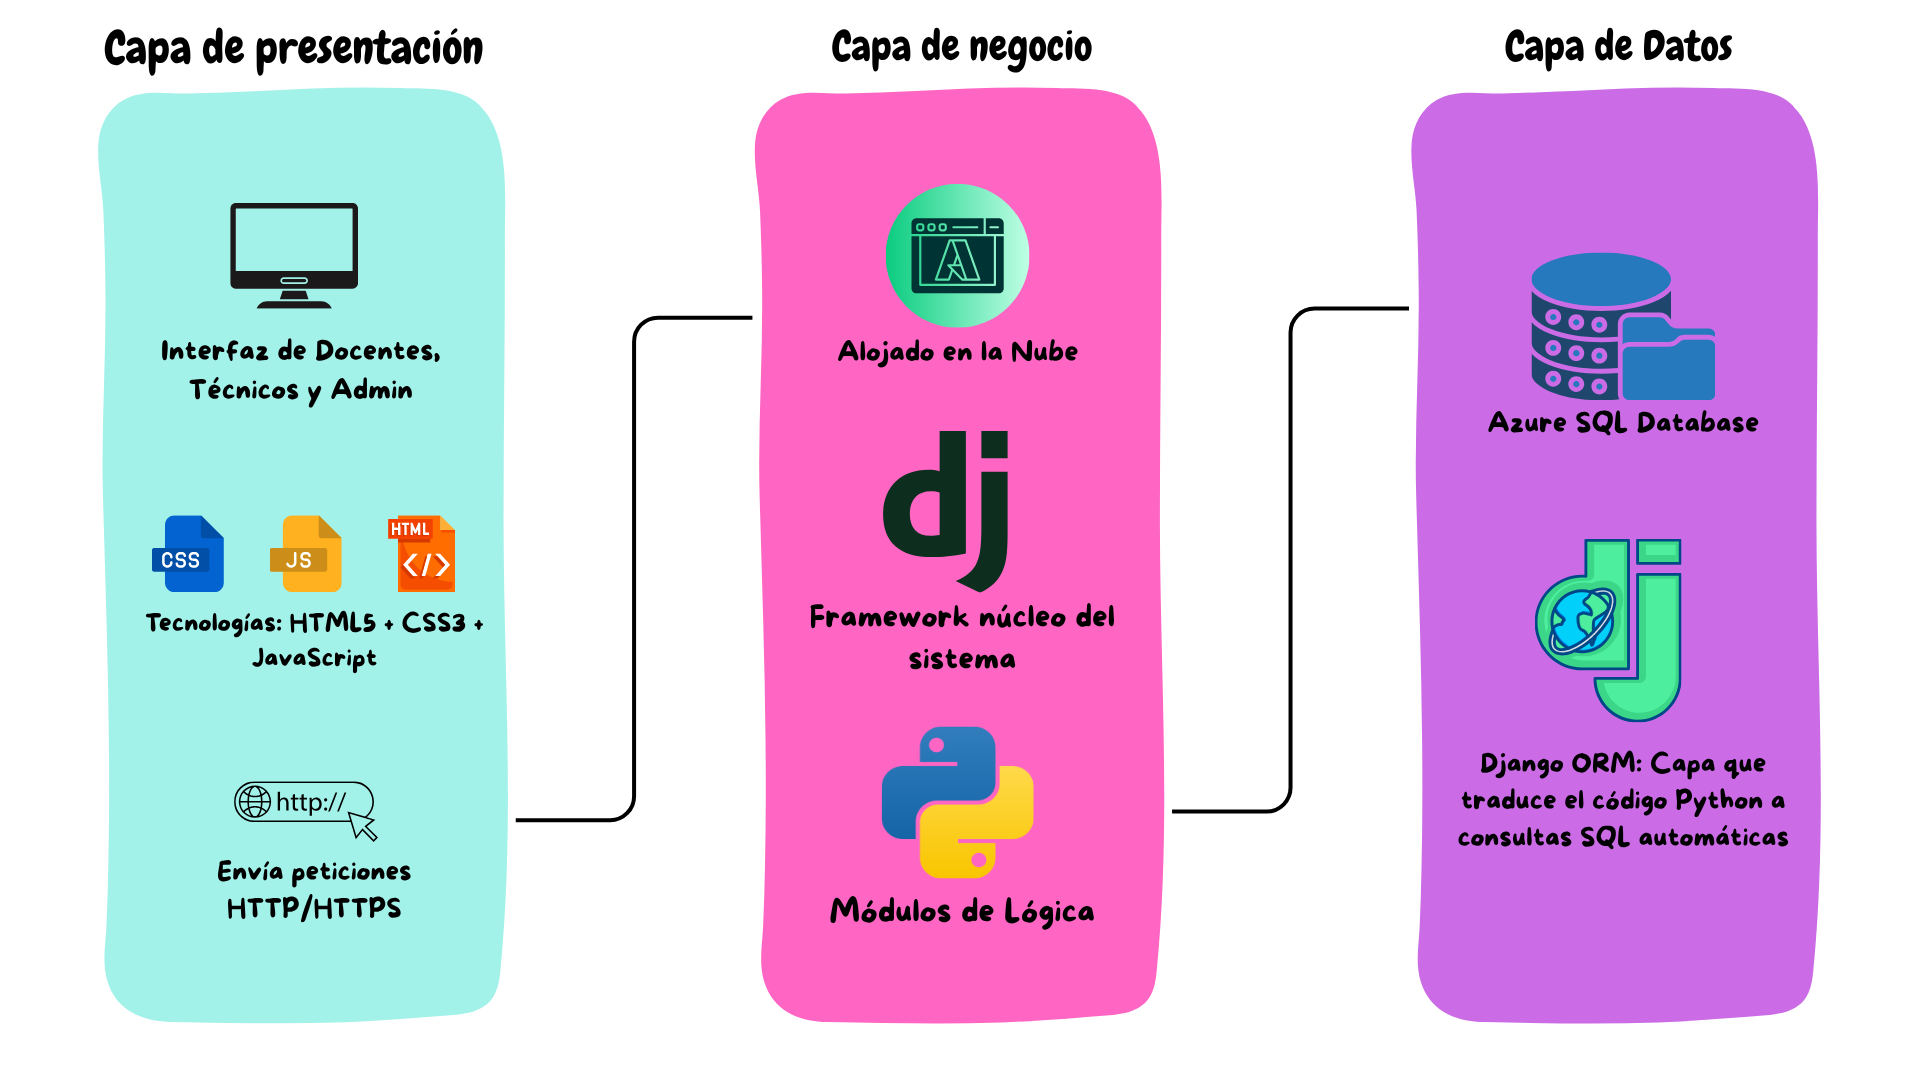 Capa de presentación
Interfaz de Docentes,
Técnicos y Admin
CSS
JS
HTML
</>
Tecnologías: HTML5 + CSS3 +
JavaScript
http://
Envía peticiones
HTTP/HTTPS
Capa de negocio
A
Alojado en la Nube
dj
Framework núcleo del
sistema
Módulos de Lógica
Capa de Datos
Azure SQL Database
dj
Django ORM: Capa que
traduce el código Python a
consultas SQL automáticas